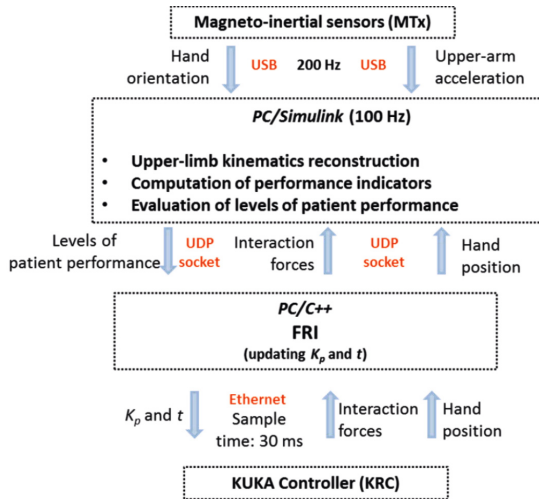 Magneto-inertial sensors (MTx)
Hand orientation
USB 200 Hz USB
Upper-arm acceleration
PC/Simulink (100 Hz)
• Upper-limb kinematics reconstruction
• Computation of performance indicators
• Evaluation of levels of patient performance
Levels of
patient performance
UDP
socket
Interaction
forces
UDP
socket
Hand
position
PC/C++
FRI
(updating Kp and t)
Kp and t
Ethernet
Sample
time: 30 ms
Interaction
forces
Hand
position
KUKA Controller (KRC)